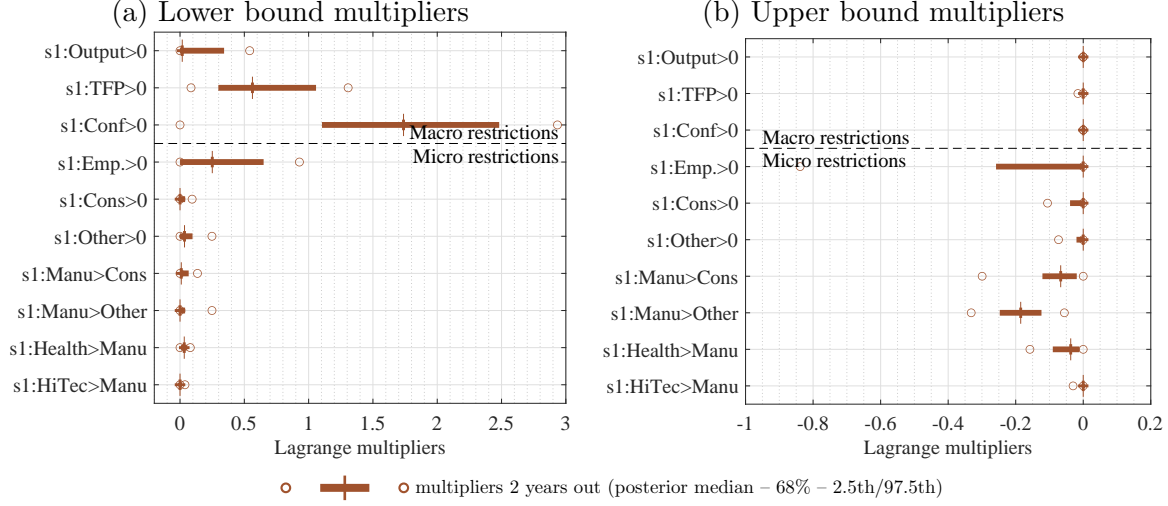 (a) Lower bound multipliers
s1:Output>0
s1:TFP>0
s1:Conf>0
Macro restrictions
Micro restrictions
s1:Emp.>0
s1:Cons>0
s1:Other>0
s1:Manu>Cons
s1:Manu>Other
s1:Health>Manu
s1:HiTec>Manu
0 0.5 1 1.5 2 2.5 3
Lagrange multipliers
(b) Upper bound multipliers
s1:Output>0
s1:TFP>0
s1:Conf>0
Macro restrictions
Micro restrictions
s1:Emp.>0
s1:Cons>0
s1:Other>0
s1:Manu>Cons
s1:Manu>Other
s1:Health>Manu
s1:HiTec>Manu
-1 -0.8 -0.6 -0.4 -0.2 0 0.2
Lagrange multipliers
multipliers 2 years out (posterior median – 68% – 2.5th/97.5th)